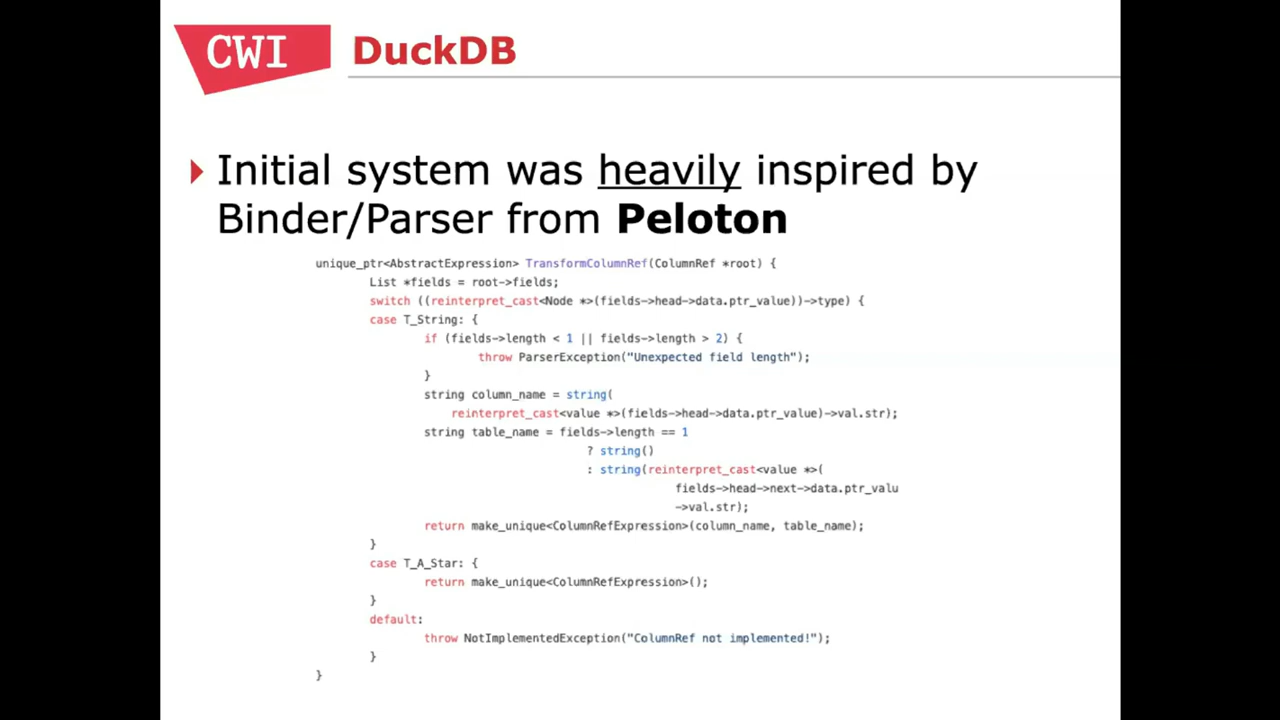 CWI DuckDB
Initial system was heavily inspired by
Binder/Parser from Peloton
unique_ptr<AbstractExpression> TransformColumnRef(ColumnRef *root) {
List *fields = root->fields;
switch ((reinterpret_cast<Node *>(fields->head->data.ptr_value))->type) {
case T_String: {
if (fields->length < 1 || fields->length > 2) {
throw ParserException("Unexpected field length");
}
string column_name = string(
reinterpret_cast<value *>(fields->head->data.ptr_value)->val.str);
string table_name = fields->length == 1
? string()
: string(reinterpret_cast<value *>(
fields->head->next->data.ptr_valu
->val.str);
return make_unique<ColumnRefExpression>(column_name, table_name);
}
case T_A_Star: {
return make_unique<ColumnRefExpression>();
}
default:
throw NotImplementedException("ColumnRef not implemented!");
}
}